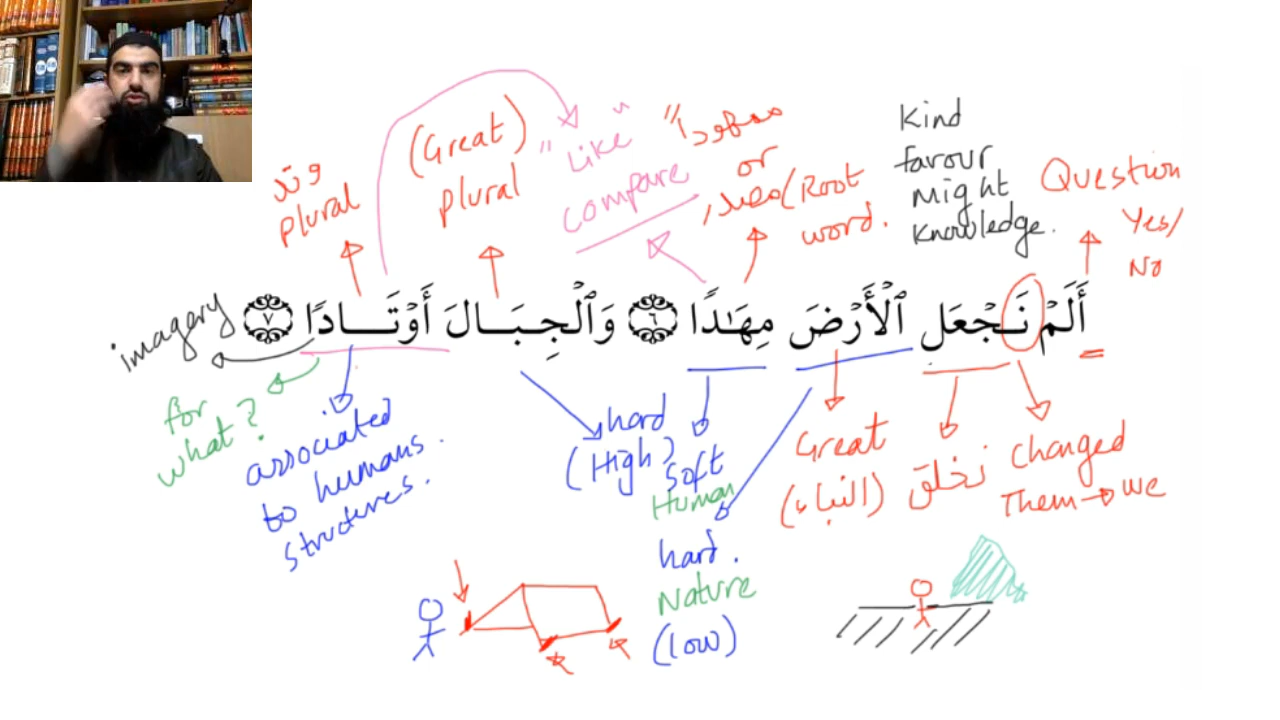 Kind
favour
might
knowledge.
Question
Yes/
No
(Great)
plural
"Like"
compare
or
مصدر/Root
word.
وتد
plural
أَلَمْ نَجْعَلِ ٱلْأَرْضَ مِهَـٰدًا ٦ وَٱلْجِبَالَ أَوْتَادًا ٧
imagery
for
what?
associated
to humans
structures.
hard
(High)
soft
Human
hard.
Nature
(low)
Great
(النباء)
نخلق
Changed
Them → We